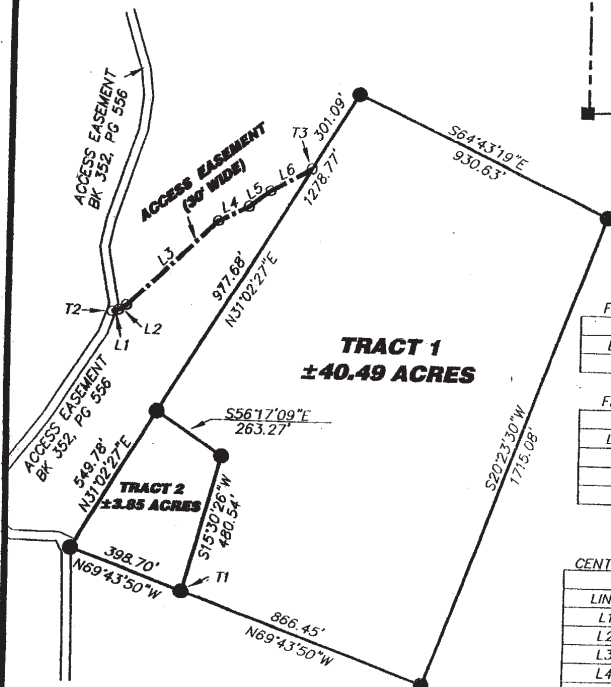 ACCESS EASEMENT
BK 352, PG 556
ACCESS EASEMENT
(30' WIDE)
T3
301.09'
1278.77'
S64°43'19"E
930.63'
L6
L5
L4
L3
T2
L1
L2
977.68'
N31°02'27"E
TRACT 1
±40.49 ACRES
ACCESS EASEMENT
BK 352, PG 556
S56°17'09"E
263.27'
549.78'
N31°02'27"E
TRACT 2
±3.85 ACRES
S15°30'26"W
480.54'
S20°23'30"W
1715.08'
398.70'
N69°43'50"W
T1
866.45'
N69°43'50"W
CENT
LIN
L1
L2
L3
L4